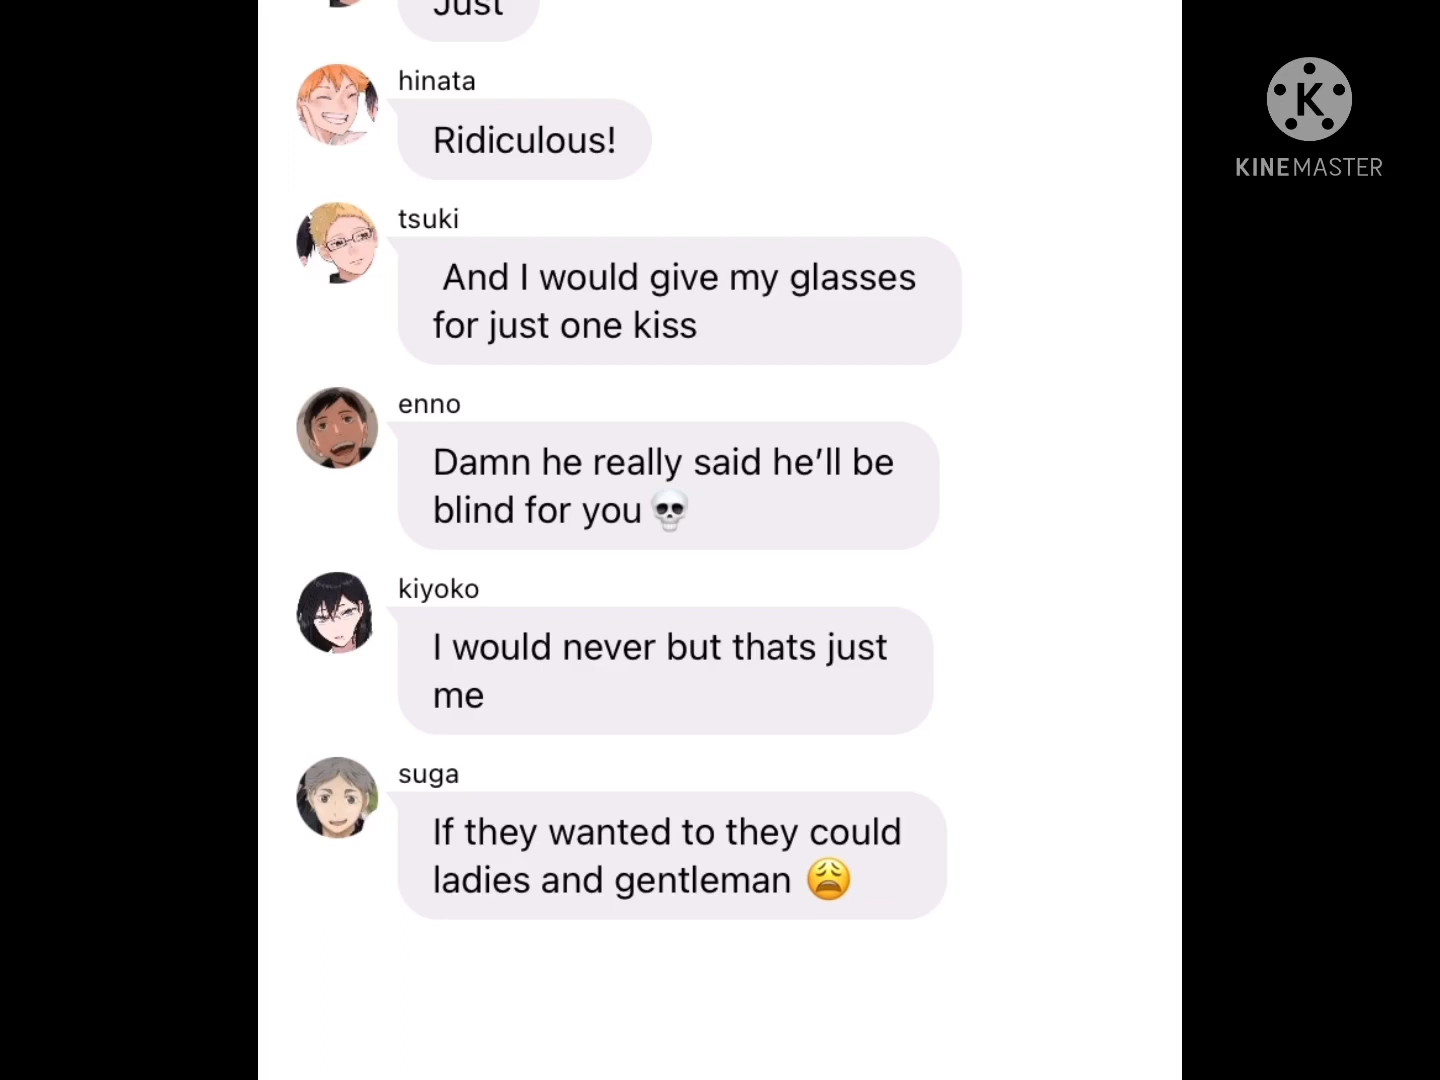 Just
hinata
Ridiculous!
tsuki
And I would give my glasses
for just one kiss
enno
Damn he really said he’ll be
blind for you💀
kiyoko
I would never but thats just
me
suga
If they wanted to they could
ladies and gentleman 😩
KINEMASTER